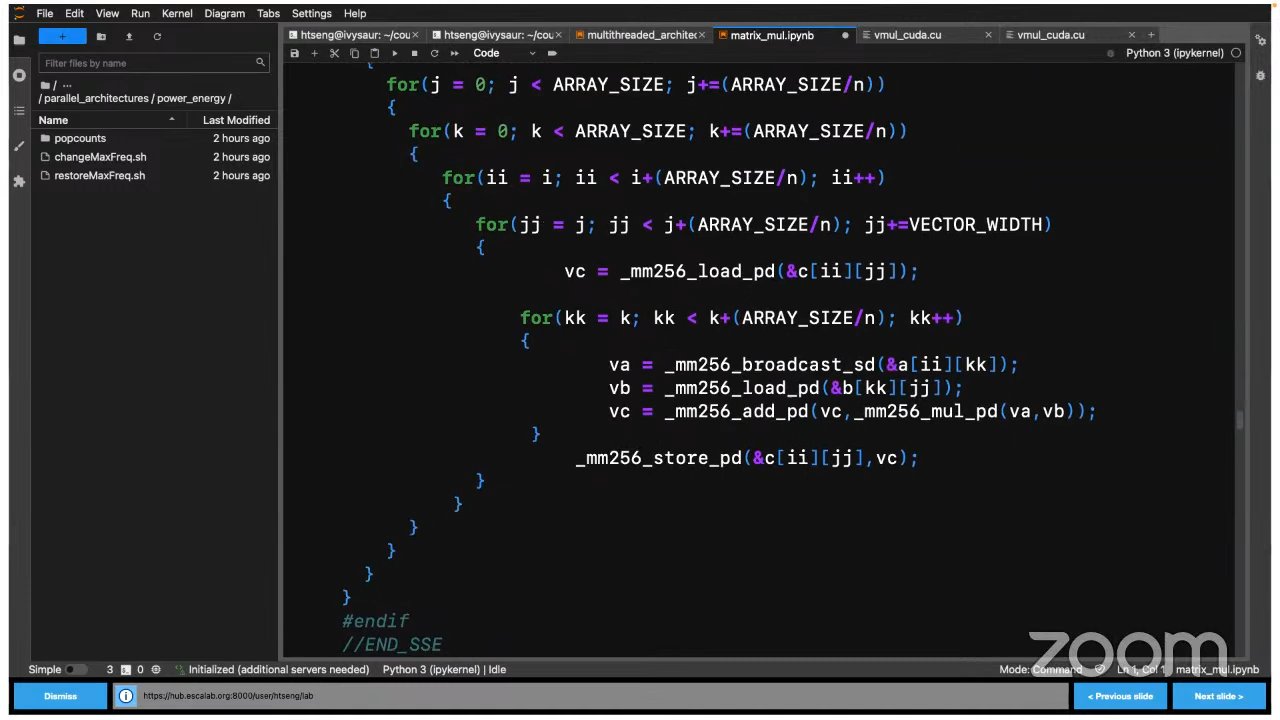 File Edit View Run Kernel Diagram Tabs Settings Help
+
Filter files by name
/ ···
/ parallel_architectures / power_energy /
Name Last Modified
popcounts 2 hours ago
changeMaxFreq.sh 2 hours ago
restoreMaxFreq.sh 2 hours ago
htseng@ivysaur: ~/cou× htseng@ivysaur: ~/cou× multithreaded_architec× matrix_mul.ipynb vmul_cuda.cu × vmul_cuda.cu × +
Code Python 3 (ipykernel)
{
for(j = 0; j < ARRAY_SIZE; j+=(ARRAY_SIZE/n))
{
for(k = 0; k < ARRAY_SIZE; k+=(ARRAY_SIZE/n))
{
for(ii = i; ii < i+(ARRAY_SIZE/n); ii++)
{
for(jj = j; jj < j+(ARRAY_SIZE/n); jj+=VECTOR_WIDTH)
{
vc = _mm256_load_pd(&c[ii][jj]);
for(kk = k; kk < k+(ARRAY_SIZE/n); kk++)
{
va = _mm256_broadcast_sd(&a[ii][kk]);
vb = _mm256_load_pd(&b[kk][jj]);
vc = _mm256_add_pd(vc,_mm256_mul_pd(va,vb));
}
_mm256_store_pd(&c[ii][jj],vc);
}
}
}
}
}
}
#endif
//END_SSE
zoom
Simple 3 0 Initialized (additional servers needed) Python 3 (ipykernel) | Idle Mode: Command Ln 1, Col 1 matrix_mul.ipynb
Dismiss https://hub.escalab.org:8000/user/htseng/lab < Previous slide Next slide >